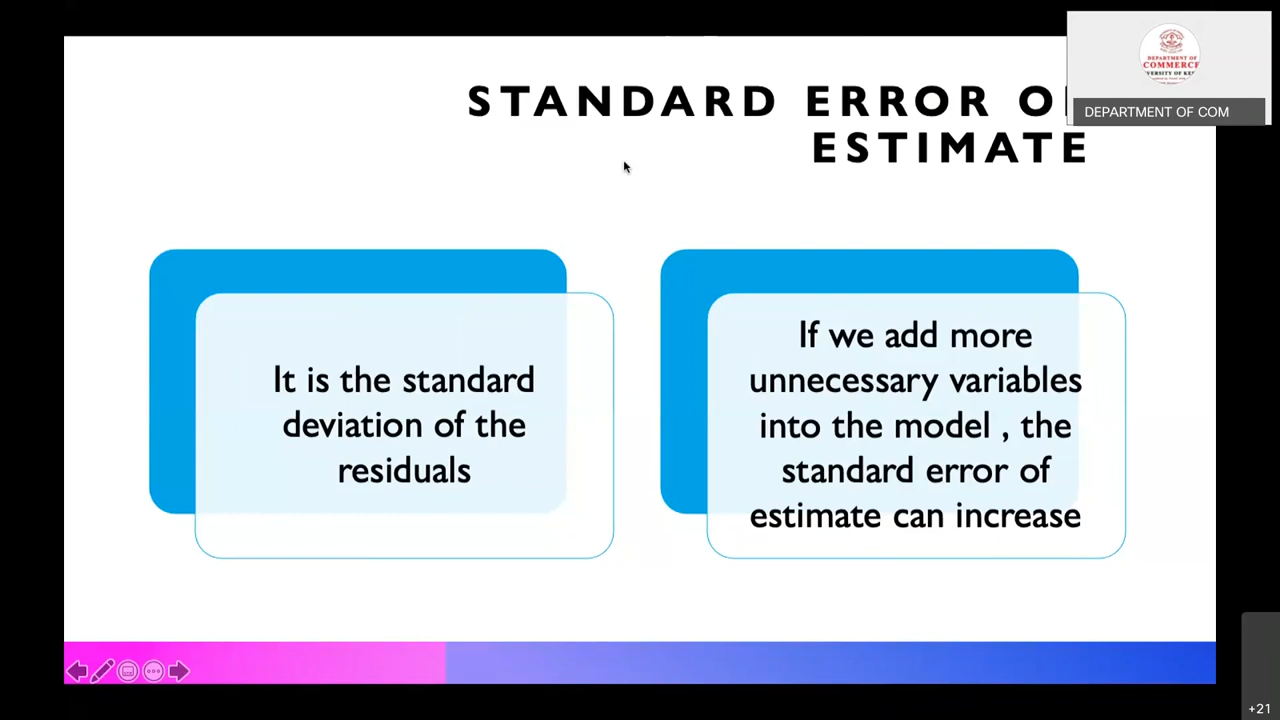 STANDARD ERROR
ESTIMATE
DEPARTMENT OF
COMMERCE
DEPARTMENT OF COM
It is the standard
deviation of the
residuals
If we add more
unnecessary variables
into the model , the
standard error of
estimate can increase
+21